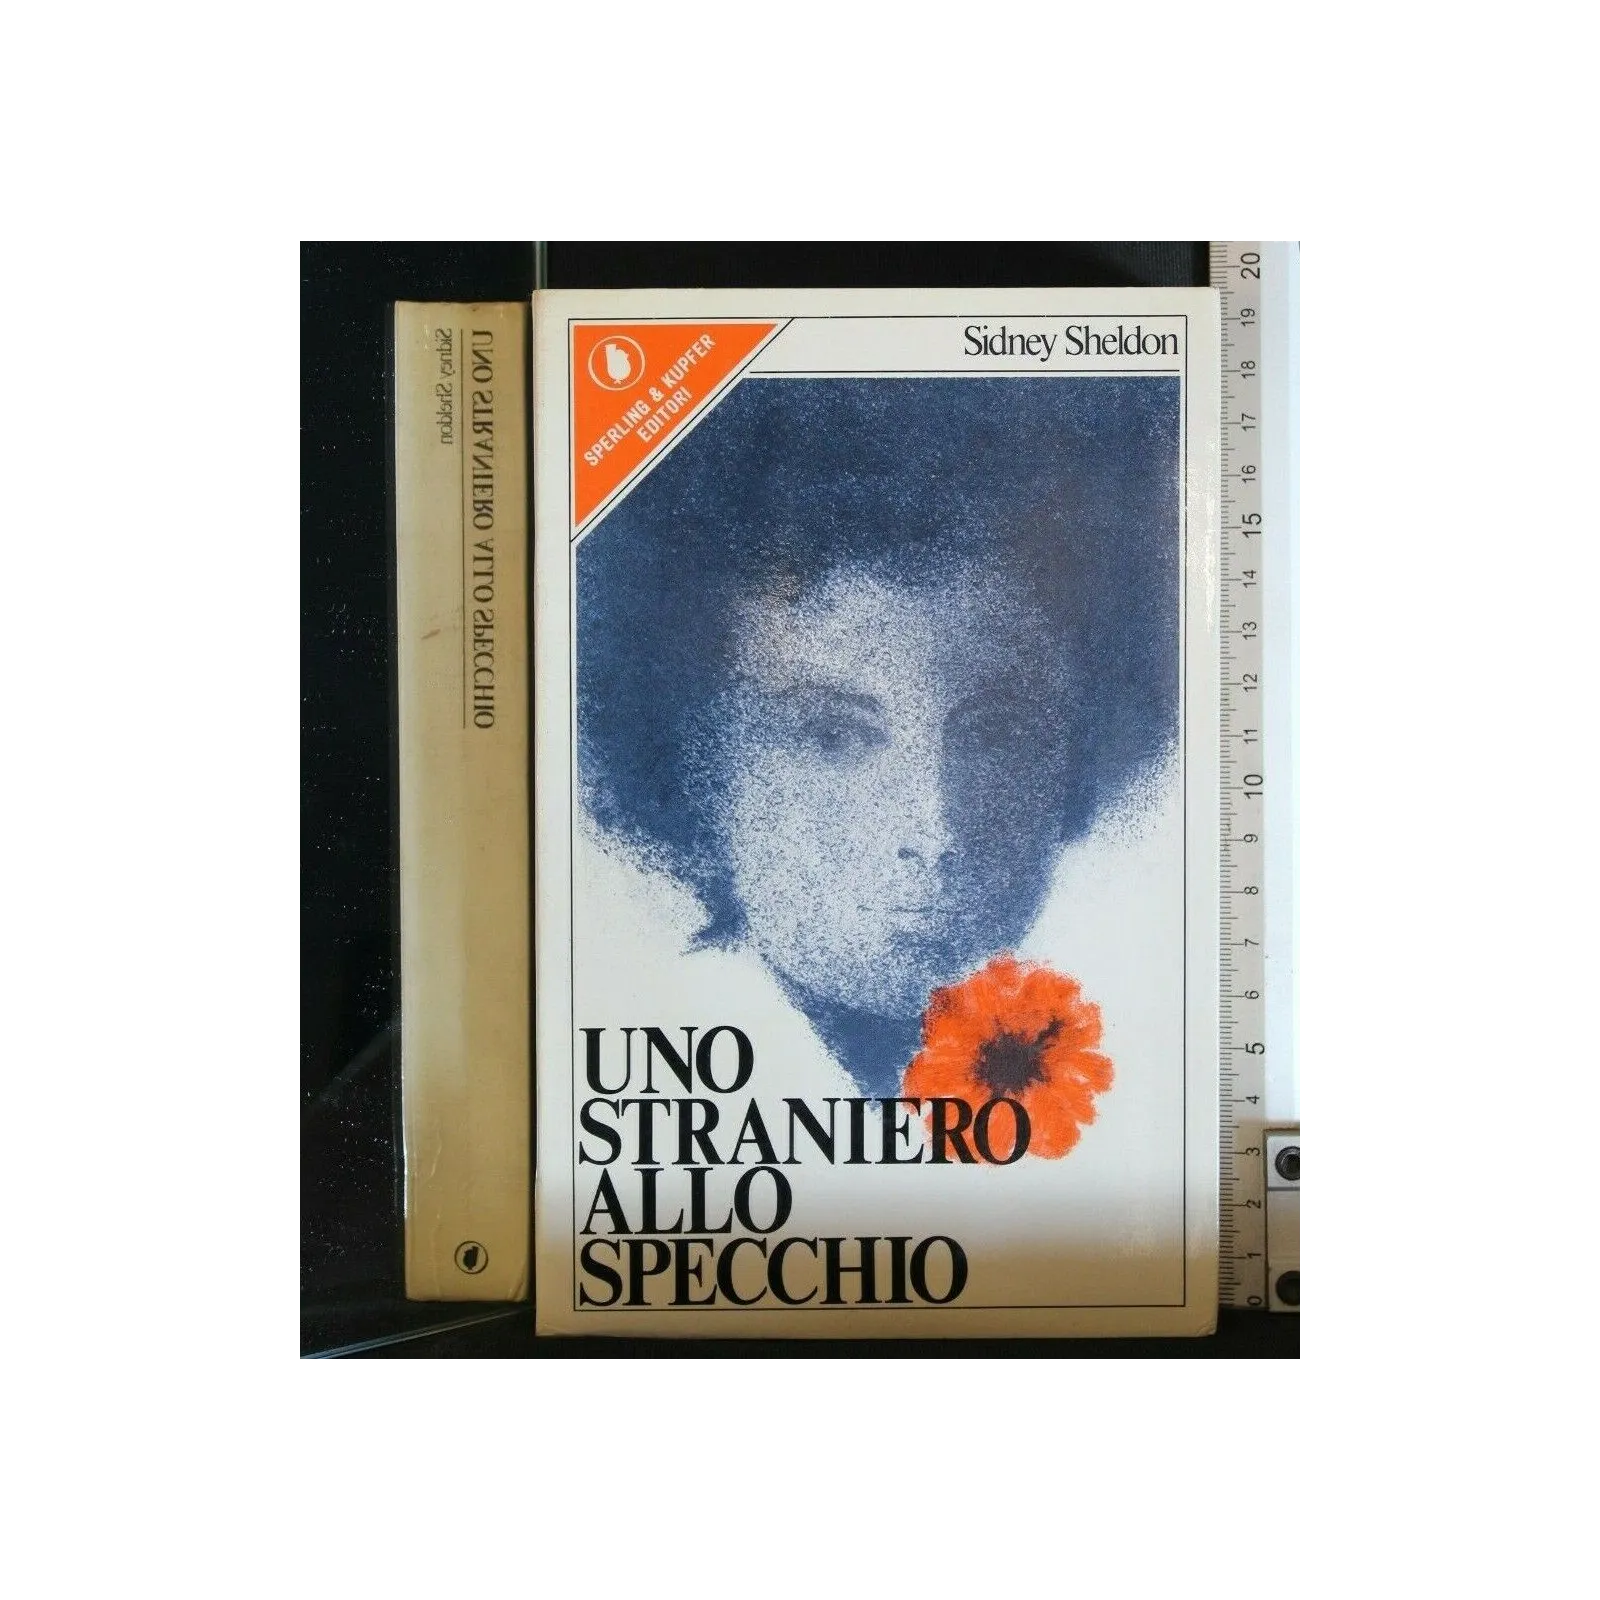 UNO STRANIERO ALLO SPECCHIO
Sidney Sheldon
Sidney Sheldon
SPERLING & KUPFER
EDITORI
UNO
STRANIERO
ALLO
SPECCHIO
20
19
18
17
16
15
14
13
12
11
10
9
8
7
6
5
4
3
2
1
0